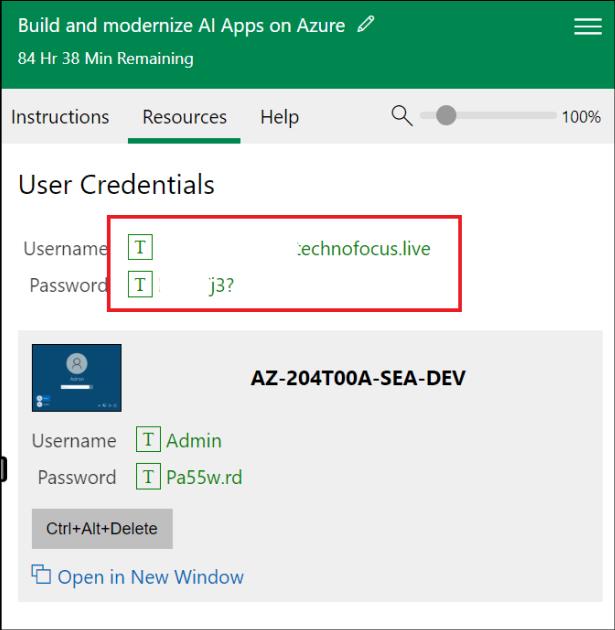 Build and modernize AI Apps on Azure
84 Hr 38 Min Remaining
Instructions Resources Help 100%
User Credentials
Username T technofocus.live
Password T j3?
AZ-204T00A-SEA-DEV
Username T Admin
Password T Pa55w.rd
Ctrl+Alt+Delete
Open in New Window